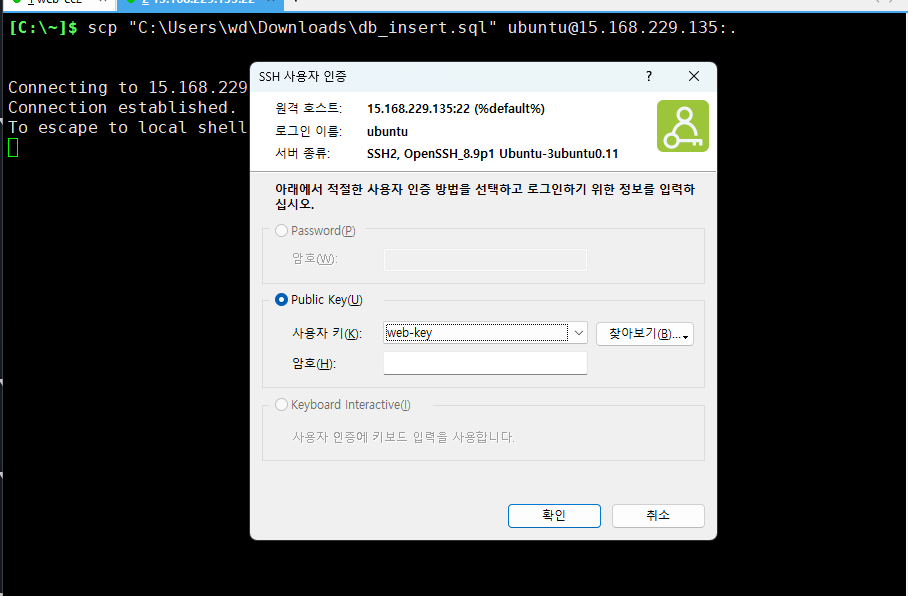 [C:\~]$ scp "C:\Users\wd\Downloads\db_insert.sql" ubuntu@15.168.229.135:.
Connecting to 15.168.229
Connection established.
To escape to local shell
SSH 사용자 인증
?
원격 호스트: 15.168.229.135:22 (%default%)
로그인 이름: ubuntu
서버 종류: SSH2, OpenSSH_8.9p1 Ubuntu-3ubuntu0.11
아래에서 적절한 사용자 인증 방법을 선택하고 로그인하기 위한 정보를 입력하
십시오.
Password(P)
암호(W):
Public Key(U)
사용자 키(K): web-key 찾아보기(B)...
암호(H):
Keyboard Interactive(I)
사용자 인증에 키보드 입력을 사용합니다.
확인 취소